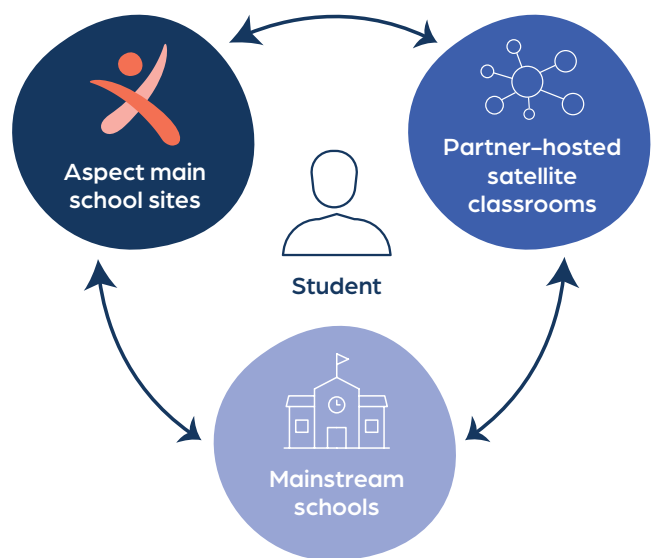 Aspect main
school sites
Partner-hosted
satellite
classrooms
Student
Mainstream
schools